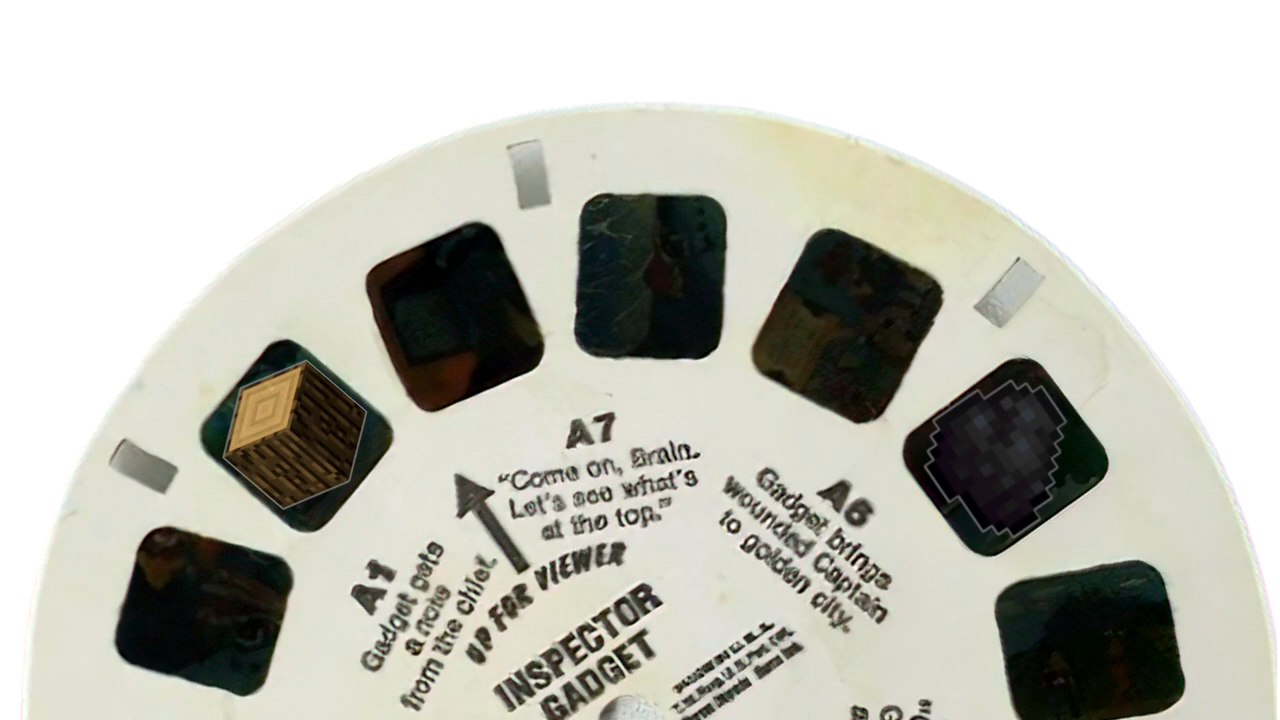 A7
"Come on, Brain.
Let's see what's
at the top."
A1
Gadget gets
a note
from the chief.
UP FOR VIEWER
INSPECTOR
GADGET
A6
Gadget brings
wounded Captain
to golden city.